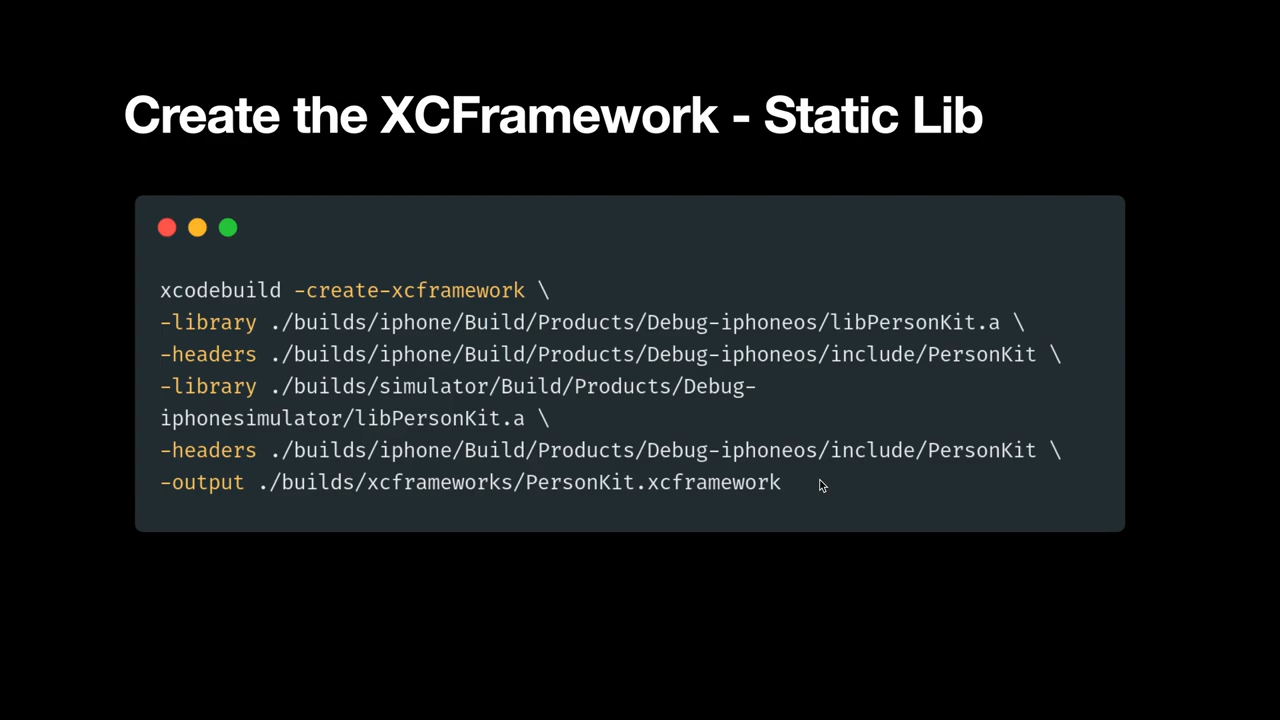 Create the XCFramework - Static Lib
xcodebuild -create-xcframework \
-library ./builds/iphone/Build/Products/Debug-iphoneos/libPersonKit.a \
-headers ./builds/iphone/Build/Products/Debug-iphoneos/include/PersonKit \
-library ./builds/simulator/Build/Products/Debug-
iphonesimulator/libPersonKit.a \
-headers ./builds/iphone/Build/Products/Debug-iphoneos/include/PersonKit \
-output ./builds/xcframeworks/PersonKit.xcframework